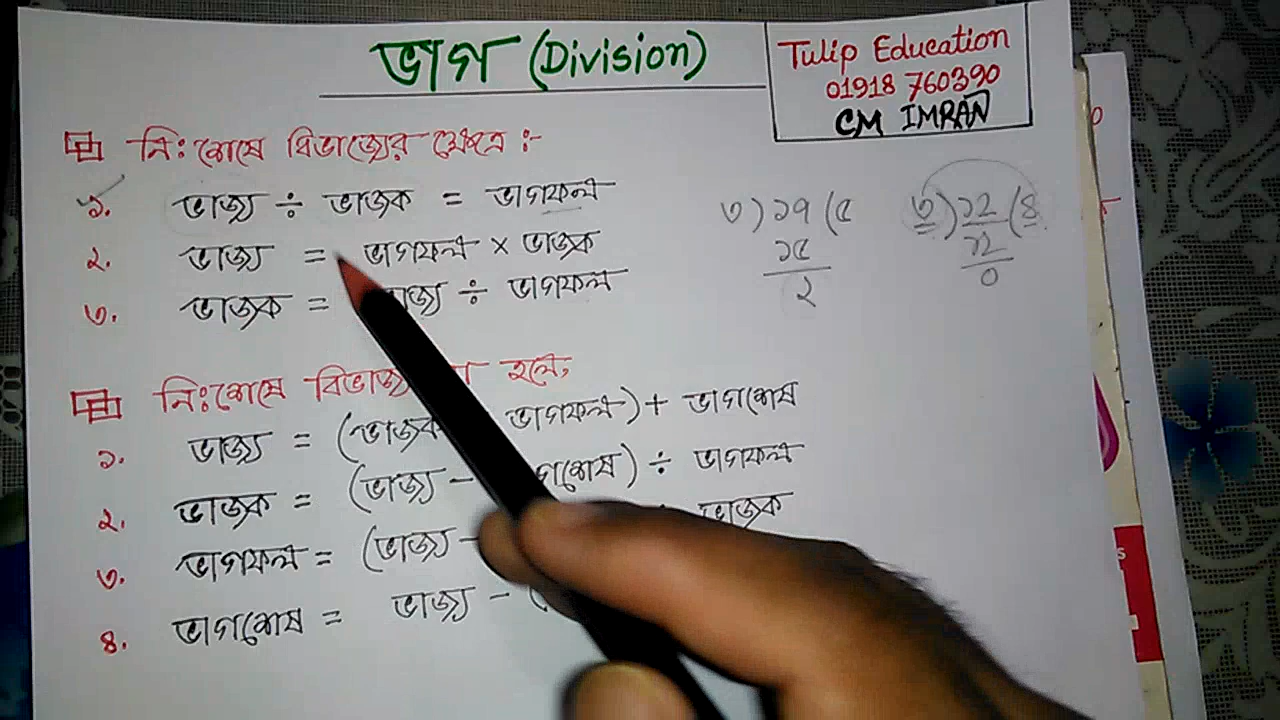 ভাগ (Division)
Tulip Education
01918 760390
CM IMRAN
নিঃশেষে বিভাজ্যের ক্ষেত্রে :-
১. ভাজ্য ÷ ভাজক = ভাগফল
২. ভাজ্য = ভাগফল × ভাজক
৩. ভাজক = ভাজ্য ÷ ভাগফল
৩) ১৭ (৫
১৫
২
৩) ১২ (৪
১২
০
নিঃশেষে বিভাজ্য না হলে,
১. ভাজ্য = (ভাজক ভাগফল) + ভাগশেষ
২. ভাজক = (ভাজ্য - ভাগশেষ) ÷ ভাগফল
৩. ভাগফল = (ভাজ্য - ÷ ভাজক
৪. ভাগশেষ = ভাজ্য - (